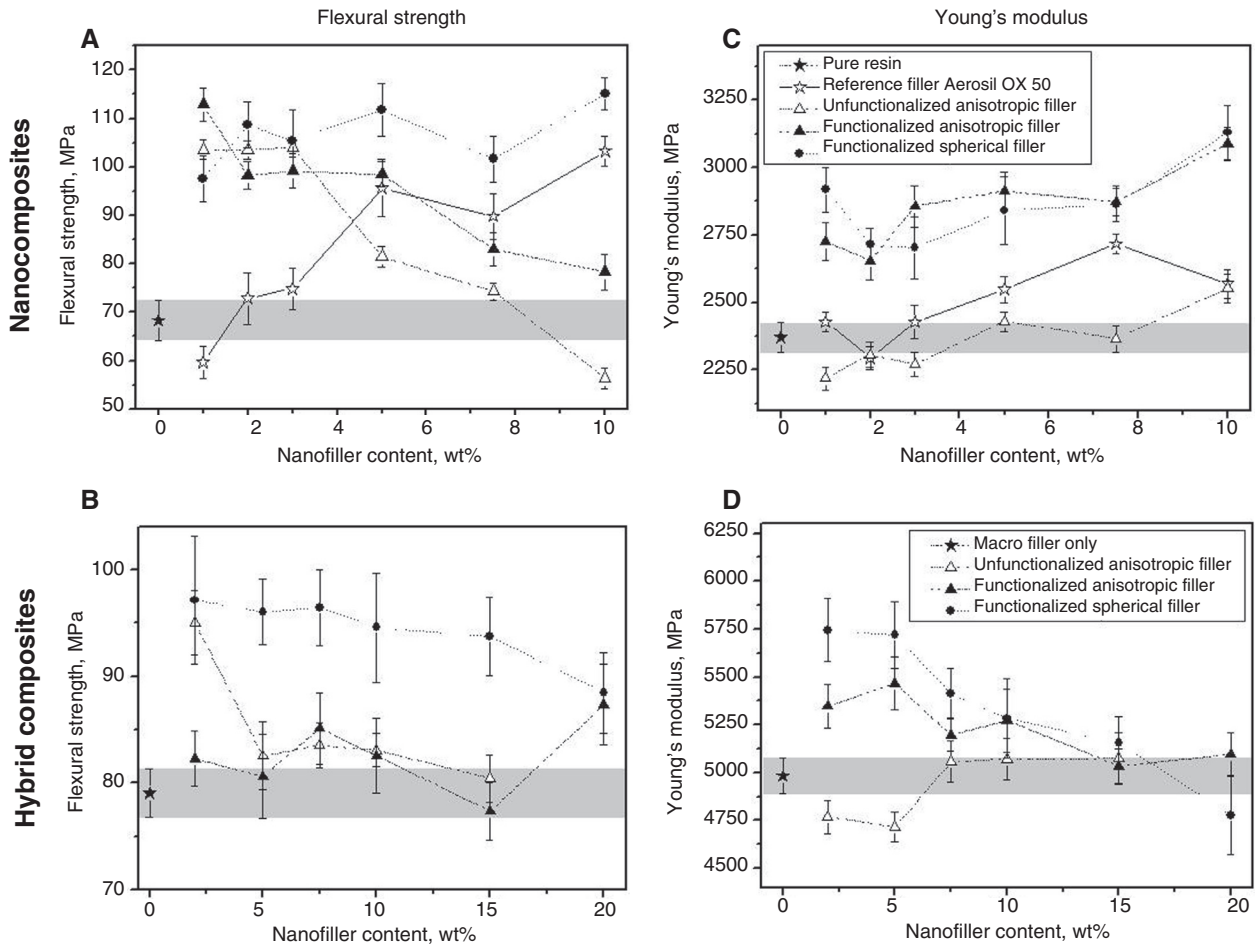 Flexural strength
Young's modulus
Nanocomposites
A
Flexural strength, MPa
120
110
100
90
80
70
60
50
0 2 4 6 8 10
Nanofiller content, wt%
C
Young's modulus, MPa
3250
3000
2750
2500
2250
Pure resin
Reference filler Aerosil OX 50
Unfunctionalized anisotropic filler
Functionalized anisotropic filler
Functionalized spherical filler
0 2 4 6 8 10
Nanofiller content, wt%
Hybrid composites
B
Flexural strength, MPa
100
90
80
70
0 5 10 15 20
Nanofiller content, wt%
D
Young's modulus, MPa
6250
6000
5750
5500
5250
5000
4750
4500
Macro filler only
Unfunctionalized anisotropic filler
Functionalized anisotropic filler
Functionalized spherical filler
0 5 10 15 20
Nanofiller content, wt%